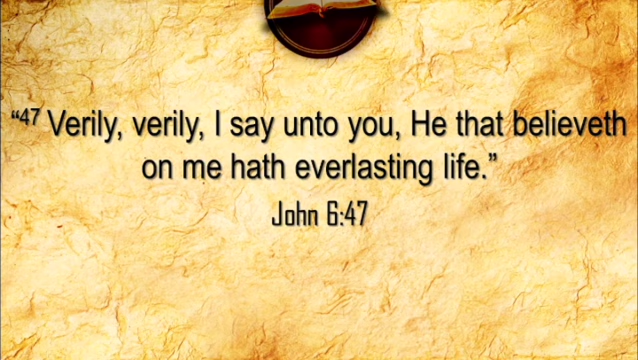 “47 Verily, verily, I say unto you, He that believeth
on me hath everlasting life.”
John 6:47